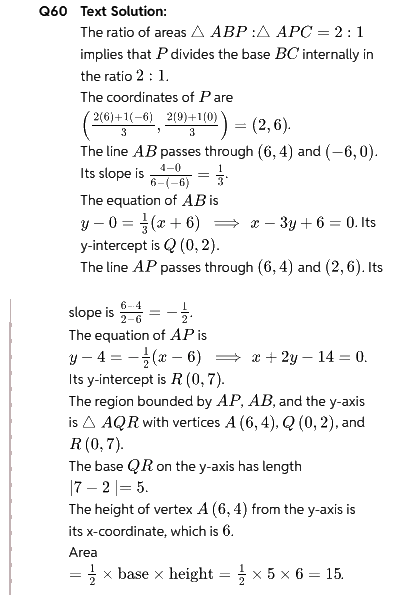 Q60 Text Solution:
The ratio of areas △ ABP :△ APC = 2 : 1
implies that P divides the base BC internally in
the ratio 2 : 1.
The coordinates of P are
(2(6)+1(−6)/3, 2(9)+1(0)/3) = (2, 6).
The line AB passes through (6, 4) and (−6, 0).
Its slope is 4−0/6−(−6) = 1/3.
The equation of AB is
y − 0 = 1/3(x + 6) ⟹ x − 3y + 6 = 0. Its
y-intercept is Q (0, 2).
The line AP passes through (6, 4) and (2, 6). Its
slope is 6−4/2−6 = −1/2.
The equation of AP is
y − 4 = −1/2(x − 6) ⟹ x + 2y − 14 = 0.
Its y-intercept is R (0, 7).
The region bounded by AP, AB, and the y-axis
is △ AQR with vertices A (6, 4), Q (0, 2), and
R (0, 7).
The base QR on the y-axis has length
|7 − 2 |= 5.
The height of vertex A (6, 4) from the y-axis is
its x-coordinate, which is 6.
Area
= 1/2 × base × height = 1/2 × 5 × 6 = 15.